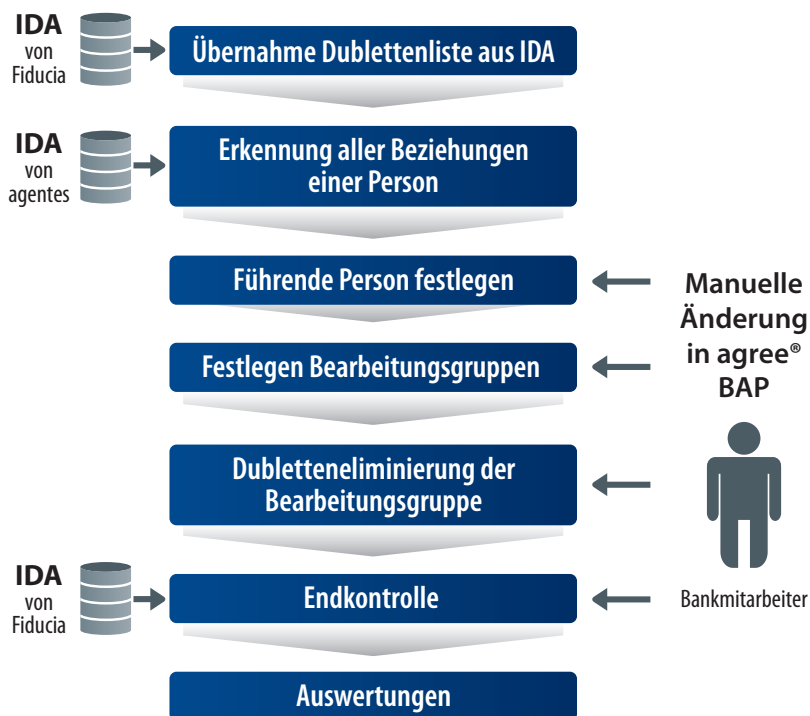 IDA
von
Fiducia
Übernahme Dublettenliste aus IDA
IDA
von
agentes
Erkennung aller Beziehungen
einer Person
Führende Person festlegen
Manuelle
Änderung
in agree®
BAP
Festlegen Bearbeitungsgruppen
Dubletteneliminierung der
Bearbeitungsgruppe
IDA
von
Fiducia
Endkontrolle
Bankmitarbeiter
Auswertungen